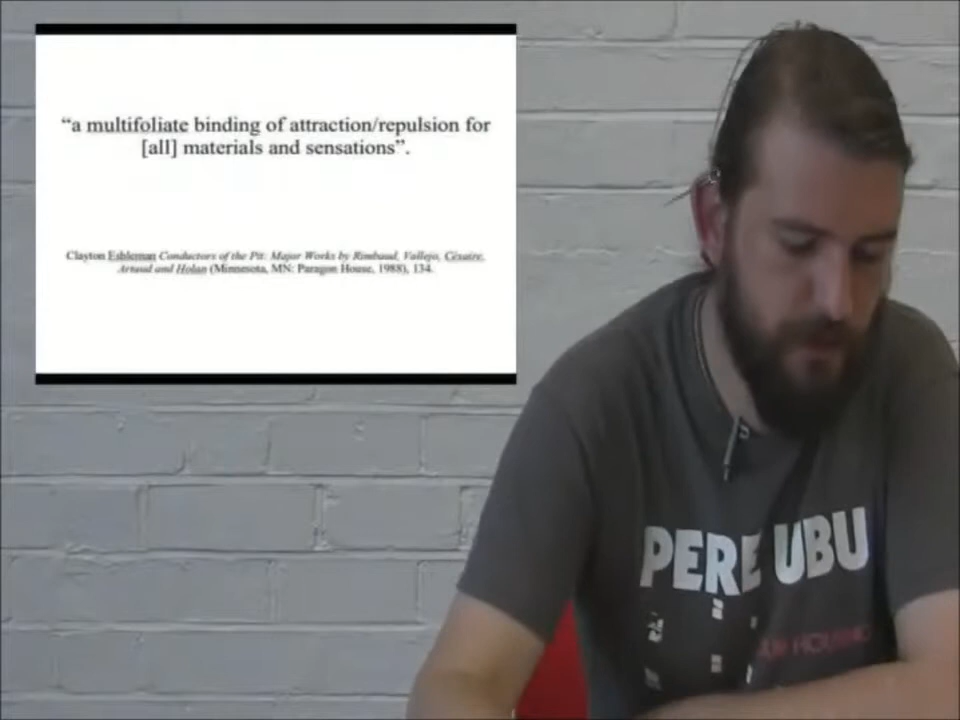 “a multifoliate binding of attraction/repulsion for
[all] materials and sensations”.
Clayton Eshleman Conductors of the Pit: Major Works by Rimbaud, Vallejo, Césaire,
Artaud and Holan (Minnesota, MN: Paragon House, 1988), 134.
PERE UBU